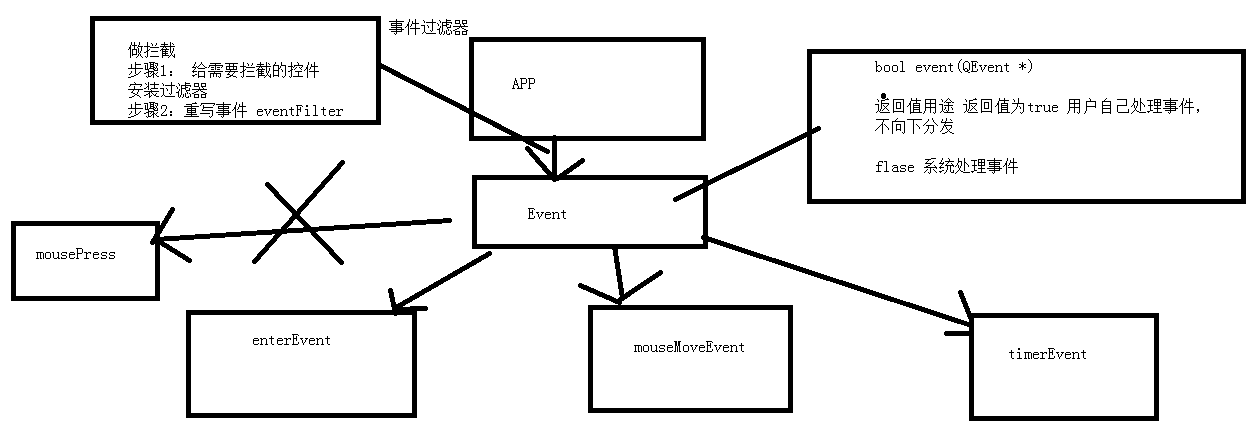 事件过滤器
做拦截
步骤1： 给需要拦截的控件
安装过滤器
步骤2：重写事件 eventFilter
APP
bool event(QEvent *)
返回值用途 返回值为true 用户自己处理事件，
不向下分发
flase 系统处理事件
Event
mousePress
enterEvent
mouseMoveEvent
timerEvent